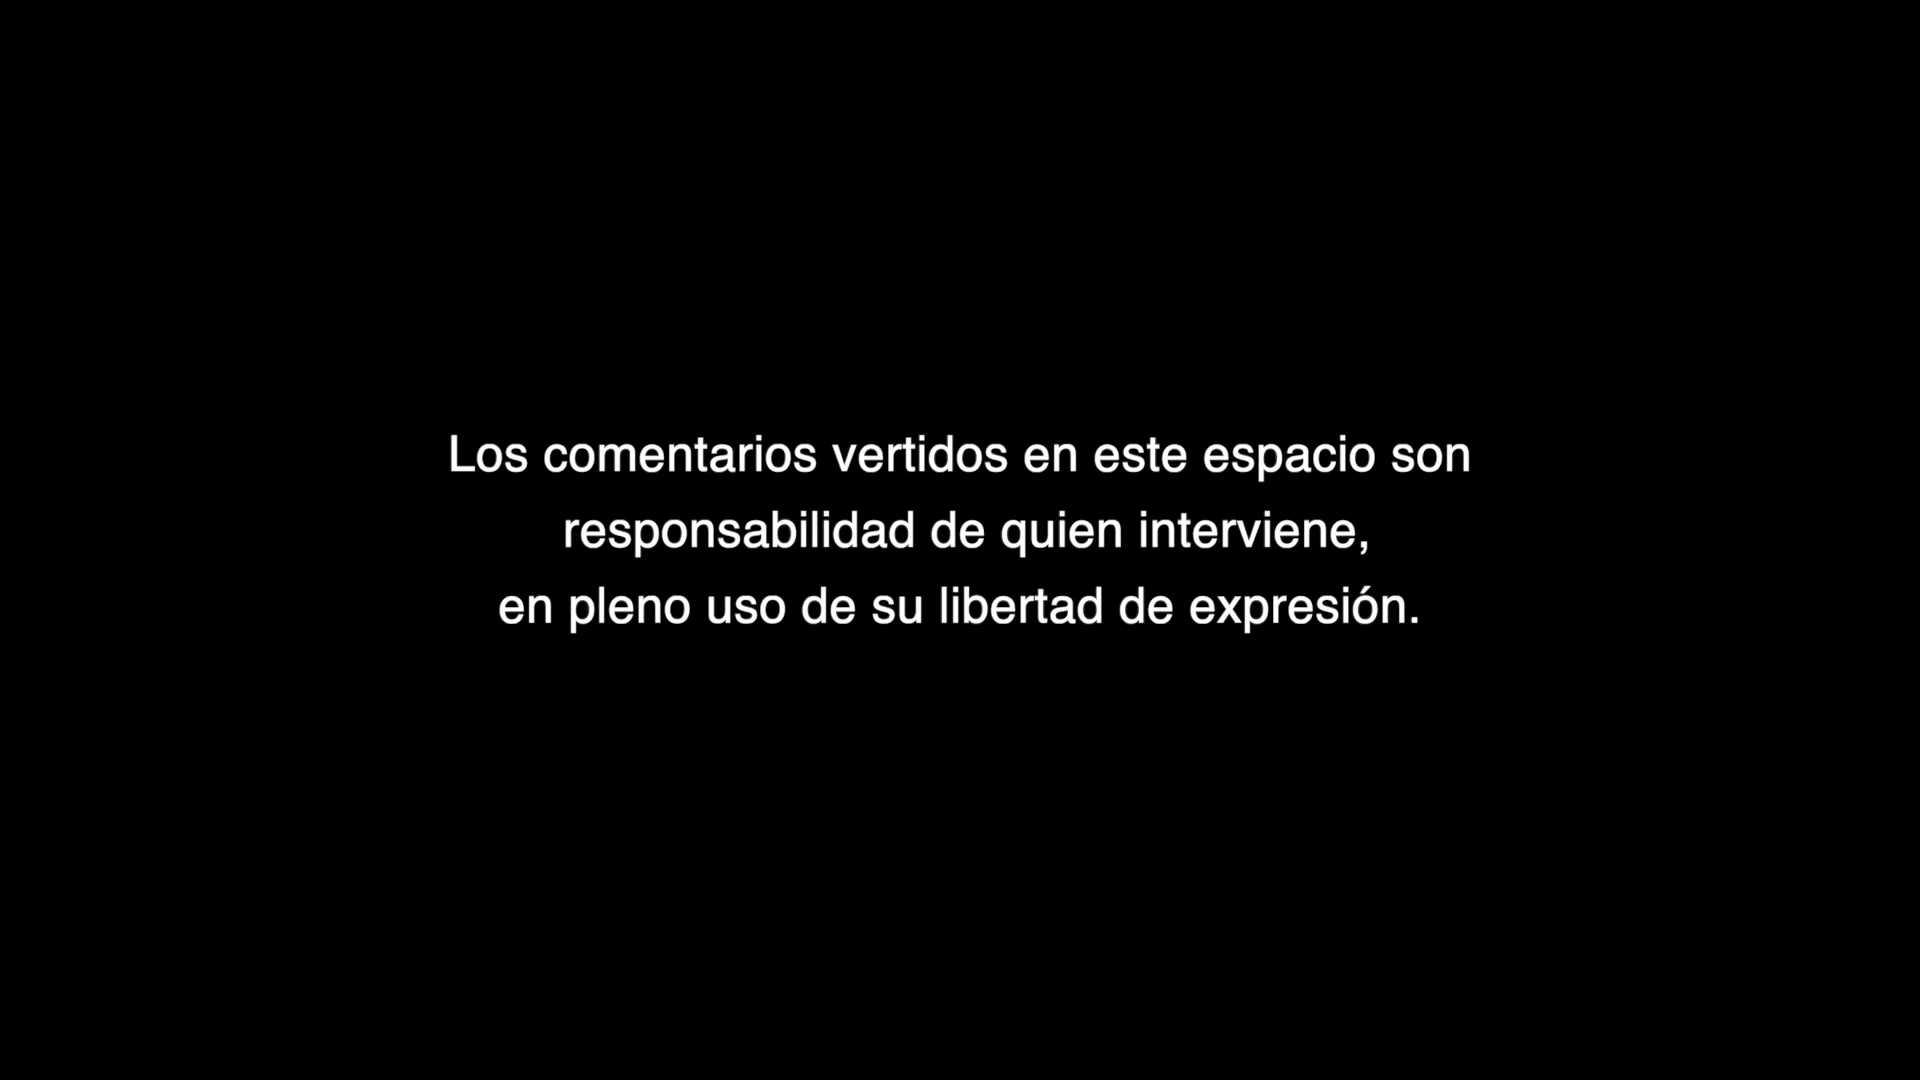 Los comentarios vertidos en este espacio son
responsabilidad de quien interviene,
en pleno uso de su libertad de expresión.